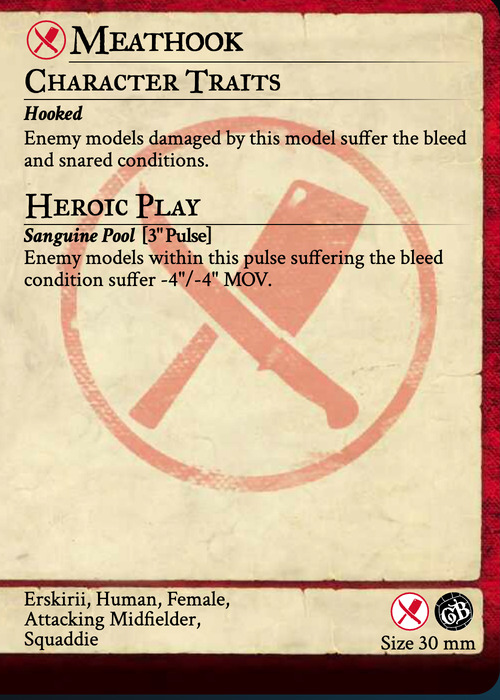 Meathook
Character Traits
Hooked
Enemy models damaged by this model suffer the bleed
and snared conditions.
Heroic Play
Sanguine Pool [3" Pulse]
Enemy models within this pulse suffering the bleed
condition suffer -4"/-4" MOV.
Erskirii, Human, Female,
Attacking Midfielder,
Squaddie
GB
Size 30 mm